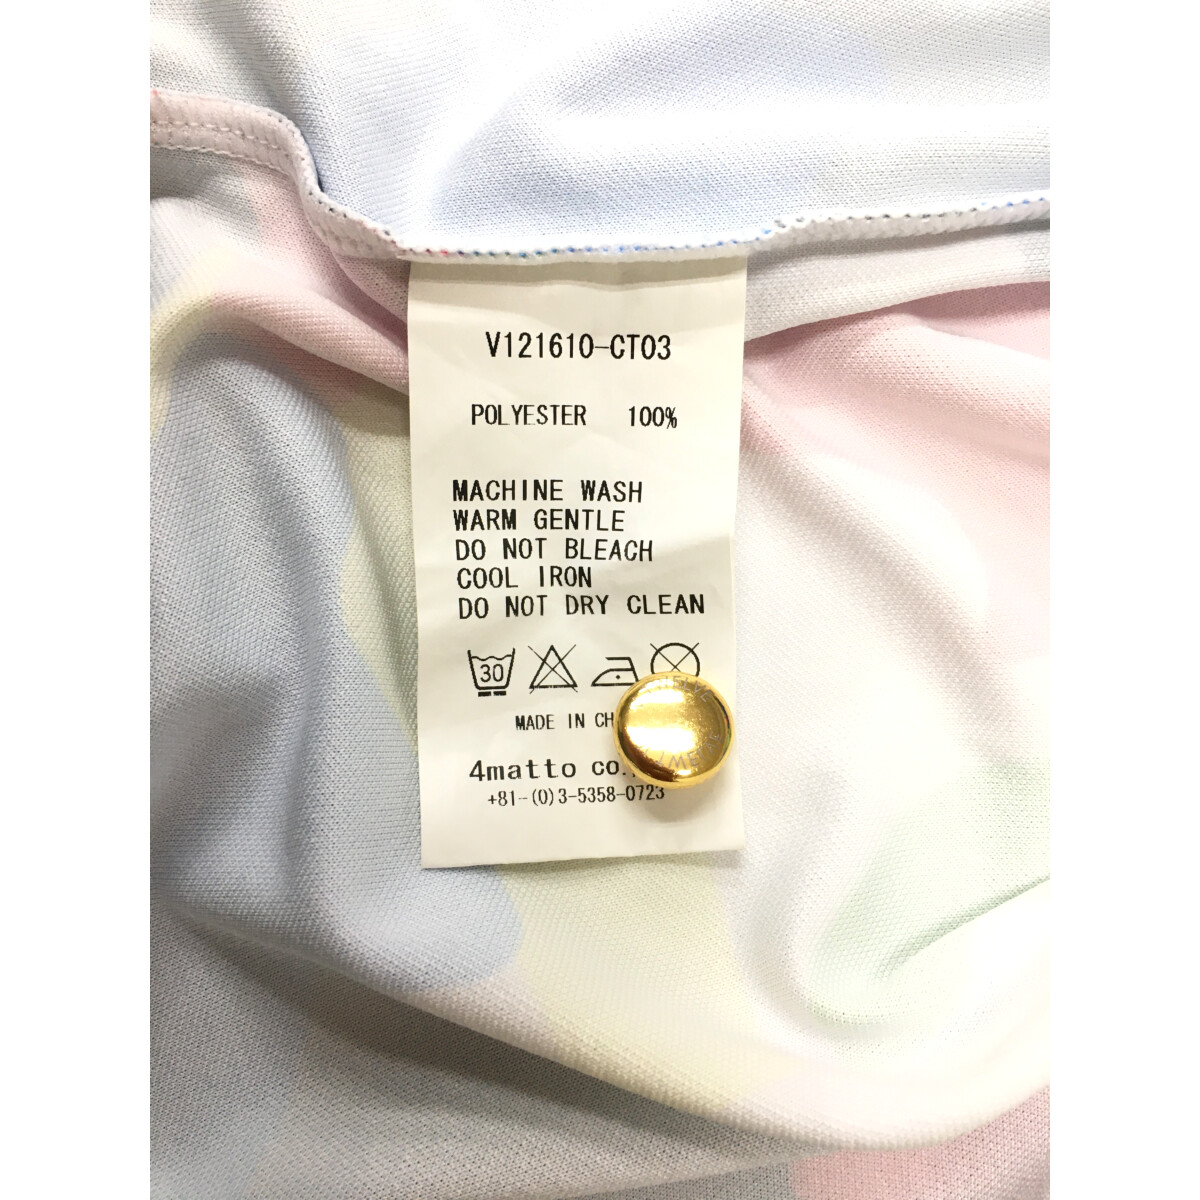 V121610-CT03
POLYESTER 100%
MACHINE WASH
WARM GENTLE
DO NOT BLEACH
COOL IRON
DO NOT DRY CLEAN
30
MADE IN CH
4matto co.
+81-(0)3-5358-0723